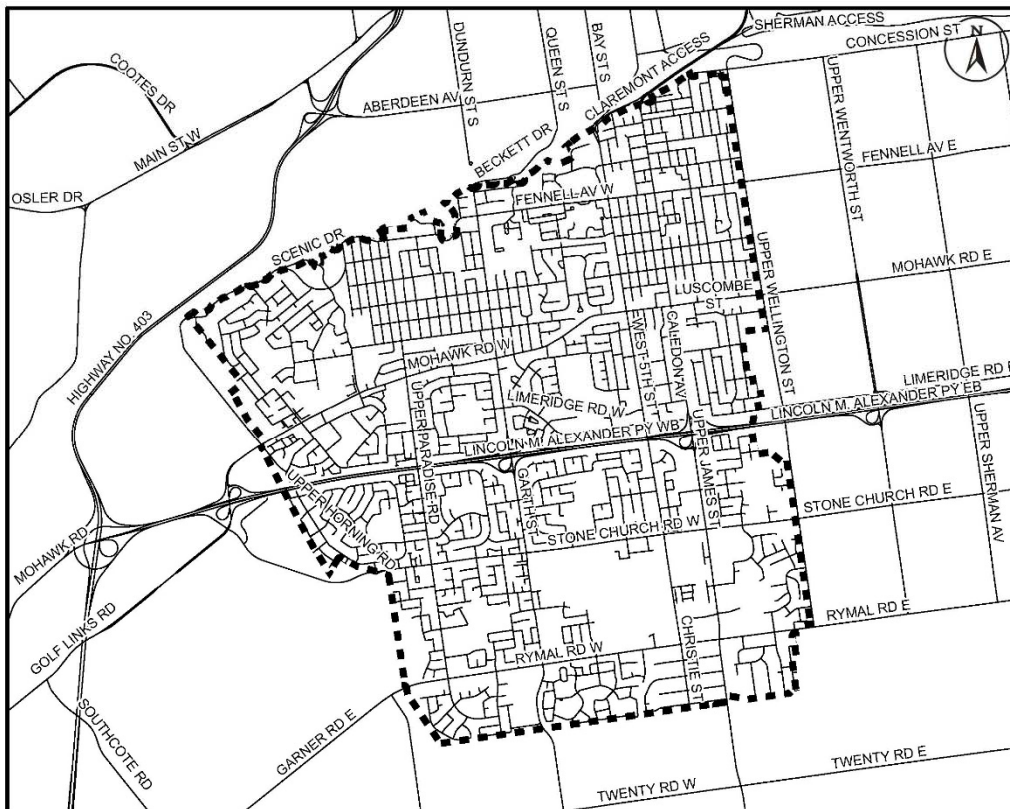 SHERMAN ACCESS
CONCESSION ST
N
COOTES DR
DUNDURN ST S
QUEEN ST S
BAY ST S
CLAREMONT ACCESS
ABERDEEN AV
MAIN ST W
BECKETT DR
UPPER WENTWORTH ST
FENNELL AV E
OSLER DR
FENNELL AV W
SCENIC DR
UPPER WELLINGTON ST
MOHAWK RD E
HIGHWAY NO. 403
LUSCOMBE
ST
MOHAWK RD W
WEST 5TH ST
CALEDON AV
LIMERIDGE RD E
UPPER PARADISE RD
LIMERIDGE RD W
LINCOLN M. ALEXANDER PY EB
LINCOLN M. ALEXANDER PY WB
UPPER JAMES ST
UPPER SHERMAN AV
UPPER HORNING RD
GARTH ST
STONE CHURCH RD E
STONE CHURCH RD W
MOHAWK RD
GOLF LINKS RD
RYMAL RD E
CHRISTIE ST
RYMAL RD W
SOUTHCOTE RD
GARNER RD E
TWENTY RD E
TWENTY RD W